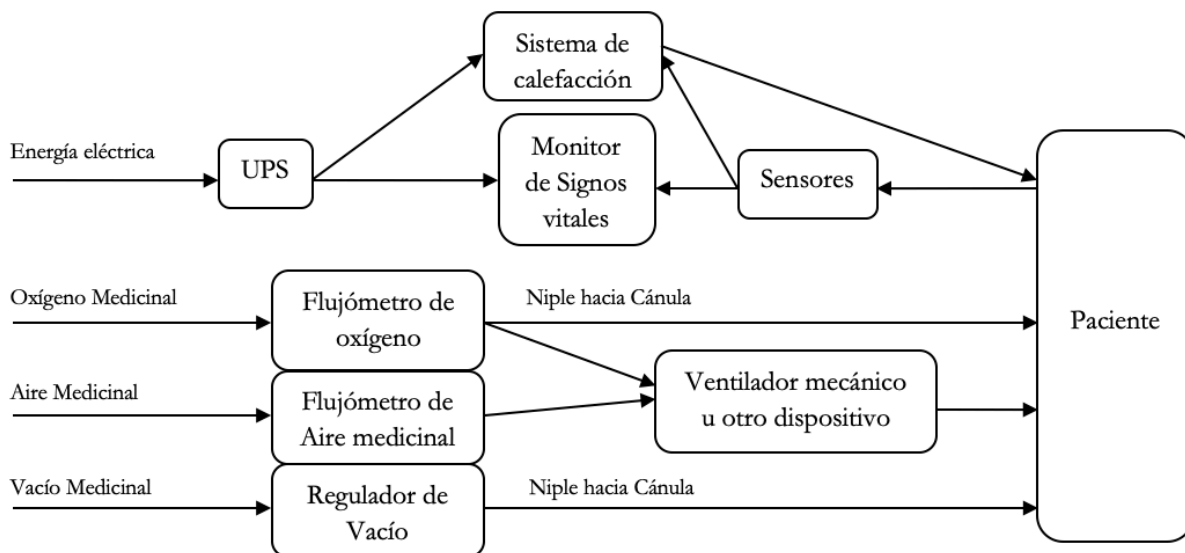 Sistema de
calefacción
Energía eléctrica
UPS
Monitor
de Signos
vitales
Sensores
Oxígeno Medicinal
Flujómetro de
oxígeno
Niple hacia Cánula
Paciente
Aire Medicinal
Flujómetro de
Aire medicinal
Ventilador mecánico
u otro dispositivo
Vacío Medicinal
Regulador de
Vacío
Niple hacia Cánula